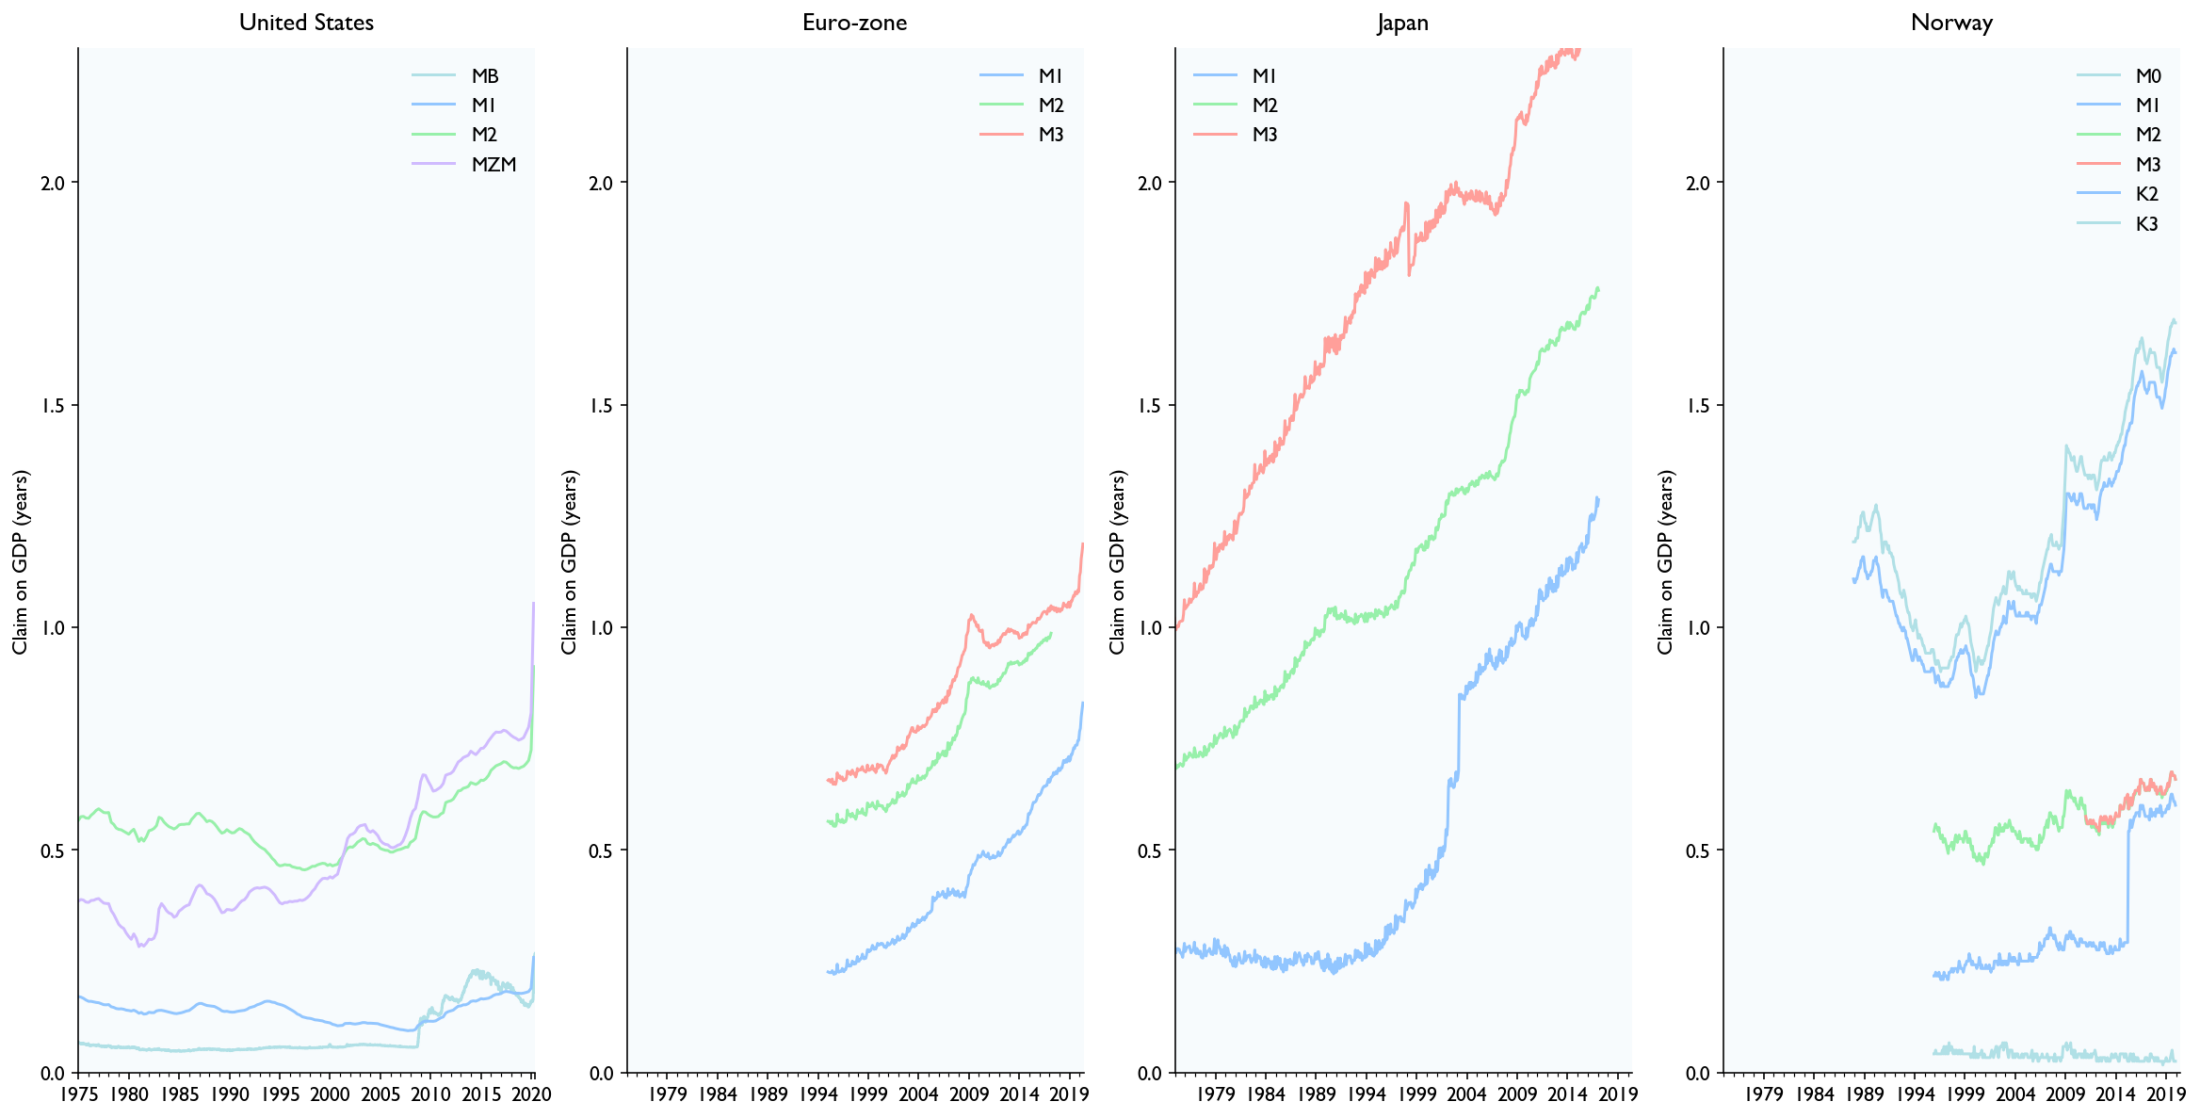 United States
MB
M1
M2
MZM
Claim on GDP (years)
2.0
1.5
1.0
0.5
0.0
1975 1980 1985 1990 1995 2000 2005 2010 2015 2020
Euro-zone
M1
M2
M3
Claim on GDP (years)
2.0
1.5
1.0
0.5
0.0
1979 1984 1989 1994 1999 2004 2009 2014 2019
Japan
M1
M2
M3
Claim on GDP (years)
2.0
1.5
1.0
0.5
0.0
1979 1984 1989 1994 1999 2004 2009 2014 2019
Norway
M0
M1
M2
M3
K2
K3
Claim on GDP (years)
2.0
1.5
1.0
0.5
0.0
1979 1984 1989 1994 1999 2004 2009 2014 2019